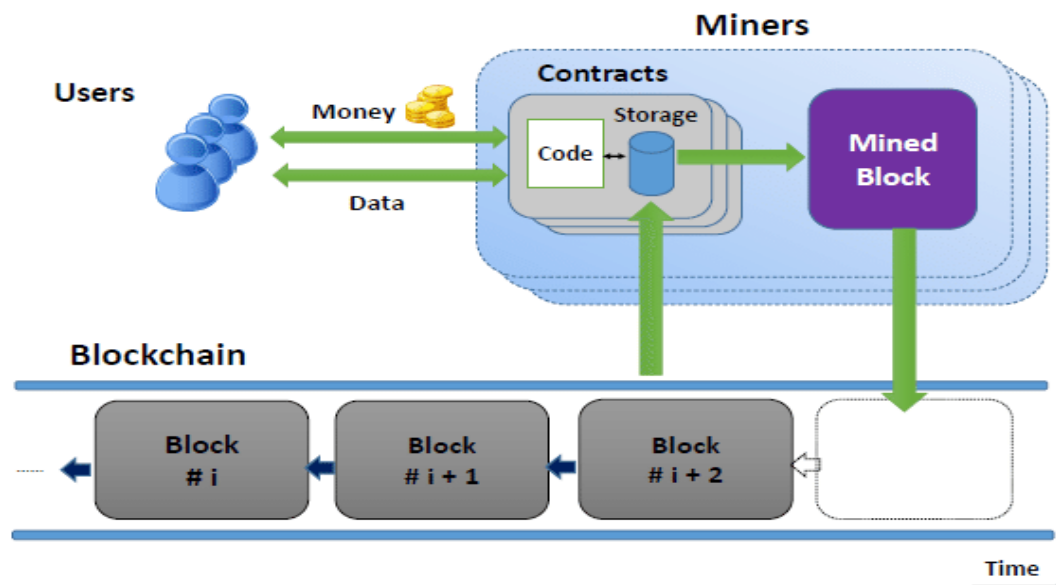 Miners
Contracts
Users
Money
Storage
Code
Mined
Block
Data
Blockchain
Block
# i
Block
# i + 1
Block
# i + 2
Time